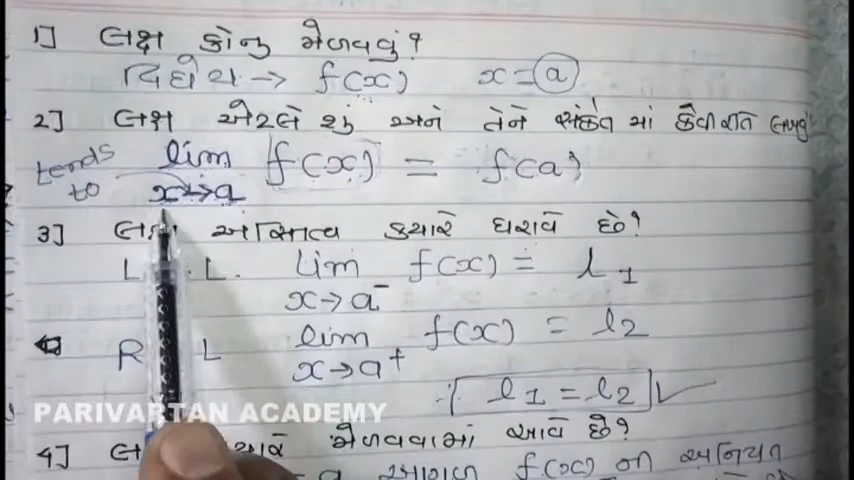 1] લક્ષ કોનુ મેળવવું?
વિધેય → f(x) x = a
2] લક્ષ એટલે શું અને તેને સંકેત માં કેવી રીતે લખવું
tends to lim x→a f(x) = f(a)
3] લક્ષ અસ્તિત્વ ક્યારે ધરાવે છે?
L . L. lim x→a⁻ f(x) = l₁
R L lim x→a⁺ f(x) = l₂
l₁ = l₂ ✓
PARIVARTAN ACADEMY
4] મેળવવામાં આવે છે?
આગળ f(x) ની અનિયત